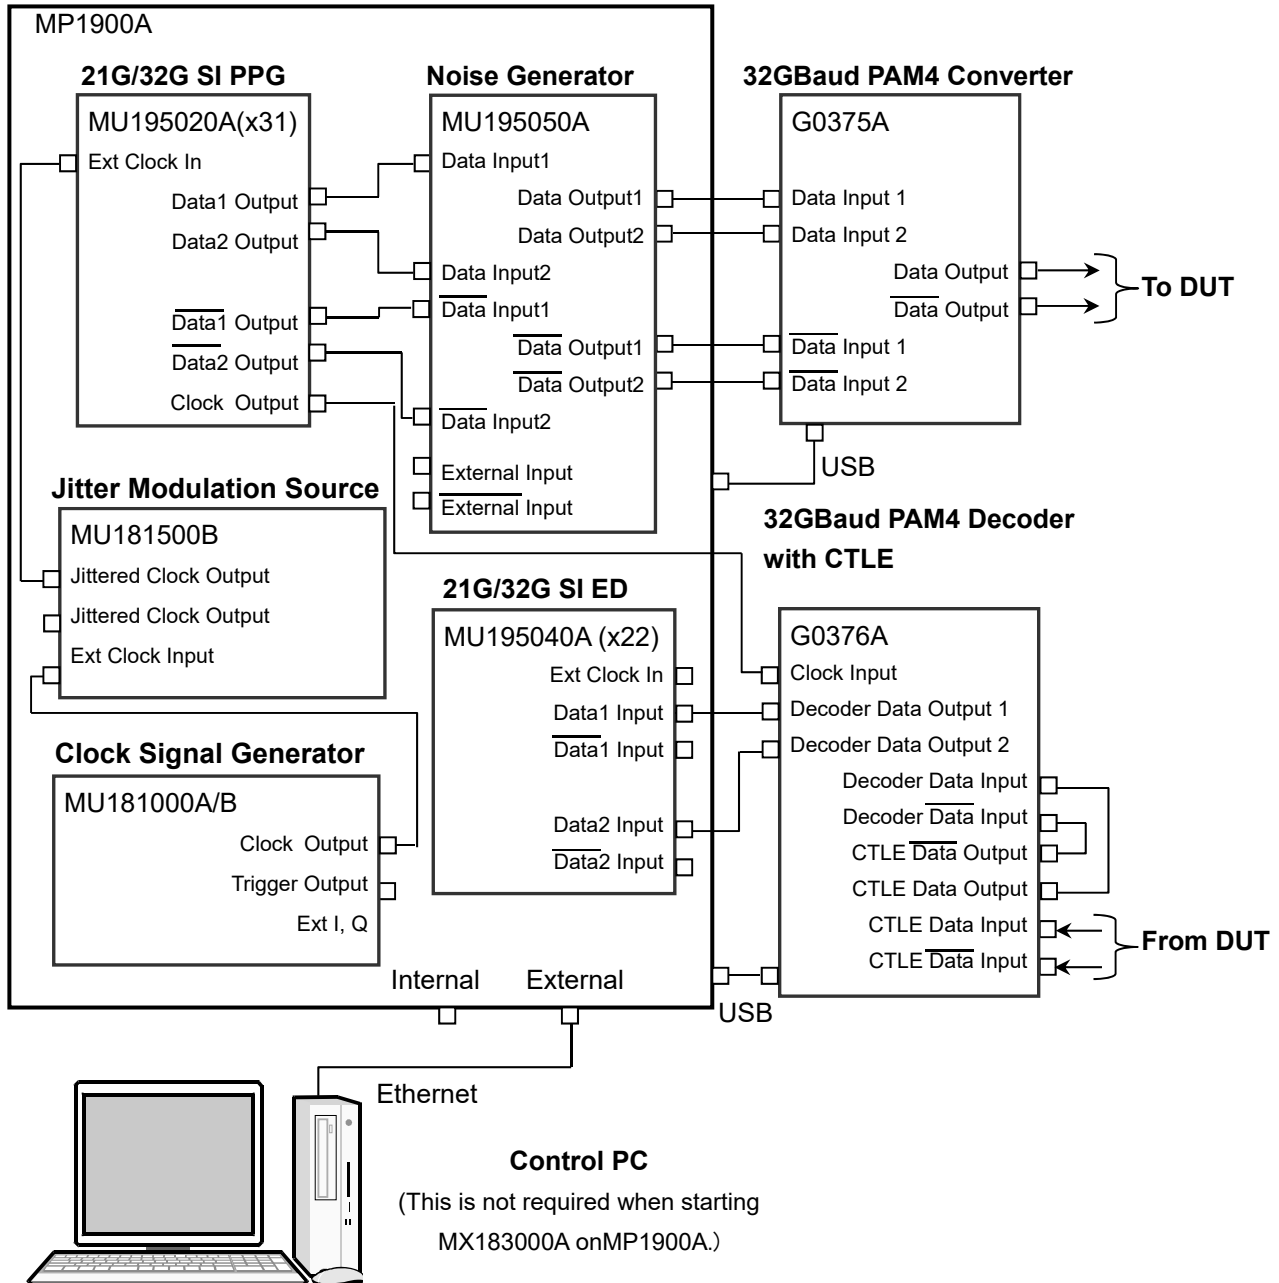 MP1900A
21G/32G SI PPG
MU195020A(x31)
Ext Clock In
Data1 Output
Data2 Output
Data1 Output
Data2 Output
Clock Output
Noise Generator
MU195050A
Data Input1
Data Output1
Data Output2
Data Input2
Data Input1
Data Output1
Data Output2
Data Input2
External Input
External Input
32GBaud PAM4 Converter
G0375A
Data Input 1
Data Input 2
Data Output
Data Output
Data Input 1
Data Input 2
To DUT
USB
Jitter Modulation Source
MU181500B
Jittered Clock Output
Jittered Clock Output
Ext Clock Input
21G/32G SI ED
MU195040A (x22)
Ext Clock In
Data1 Input
Data1 Input
Data2 Input
Data2 Input
32GBaud PAM4 Decoder
with CTLE
G0376A
Clock Input
Decoder Data Output 1
Decoder Data Output 2
Decoder Data Input
Decoder Data Input
CTLE Data Output
CTLE Data Output
CTLE Data Input
CTLE Data Input
From DUT
Clock Signal Generator
MU181000A/B
Clock Output
Trigger Output
Ext I, Q
Internal
External
USB
Ethernet
Control PC
(This is not required when starting
MX183000A onMP1900A.)